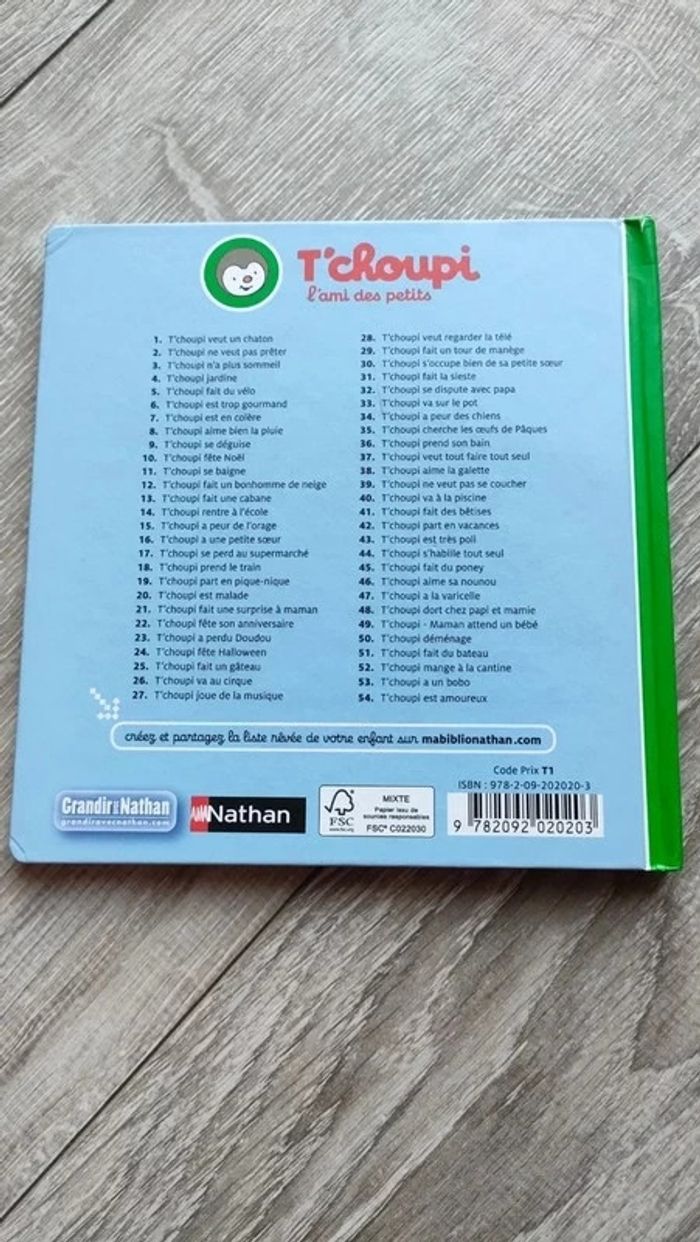 T'choupi
l'ami des petits
1. T'choupi veut un chaton
2. T'choupi ne veut pas prêter
3. T'choupi n'a plus sommeil
4. T'choupi jardine
5. T'choupi fait du vélo
6. T'choupi est trop gourmand
7. T'choupi est en colère
8. T'choupi aime bien la pluie
9. T'choupi se déguise
10. T'choupi fête Noël
11. T'choupi se baigne
12. T'choupi fait un bonhomme de neige
13. T'choupi fait une cabane
14. T'choupi rentre à l'école
15. T'choupi a peur de l'orage
16. T'choupi a une petite sœur
17. T'choupi se perd au supermarché
18. T'choupi prend le train
19. T'choupi part en pique-nique
20. T'choupi est malade
21. T'choupi fait une surprise à maman
22. T'choupi fête son anniversaire
23. T'choupi a perdu Doudou
24. T'choupi fête Halloween
25. T'choupi fait un gâteau
26. T'choupi va au cirque
27. T'choupi joue de la musique
28. T'choupi veut regarder la télé
29. T'choupi fait un tour de manège
30. T'choupi s'occupe bien de sa petite sœur
31. T'choupi fait la sieste
32. T'choupi se dispute avec papa
33. T'choupi va sur le pot
34. T'choupi a peur des chiens
35. T'choupi cherche les œufs de Pâques
36. T'choupi prend son bain
37. T'choupi veut tout faire tout seul
38. T'choupi aime la galette
39. T'choupi ne veut pas se coucher
40. T'choupi va à la piscine
41. T'choupi fait des bêtises
42. T'choupi part en vacances
43. T'choupi est très poli
44. T'choupi s'habille tout seul
45. T'choupi fait du poney
46. T'choupi aime sa nounou
47. T'choupi a la varicelle
48. T'choupi dort chez papi et mamie
49. T'choupi - Maman attend un bébé
50. T'choupi déménage
51. T'choupi fait du bateau
52. T'choupi mange à la cantine
53. T'choupi a un bobo
54. T'choupi est amoureux
créez et partagez la liste rêvée de votre enfant sur mabiblionathan.com
Code Prix T1
ISBN : 978-2-09-202020-3
Grandir avec Nathan
grandiravecnathan.com
Nathan
FSC
www.fsc.org
MIXTE
Papier issu de
sources responsables
FSC® C022030
9 782092 020203